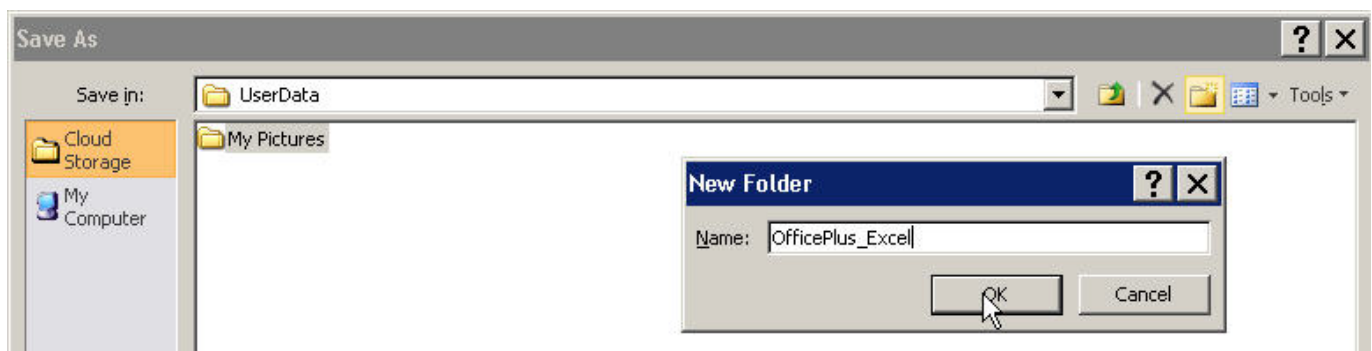 Save As
Save in:
UserData
Tools
Cloud
Storage
My Pictures
My
Computer
New Folder
Name:
OfficePlus_Excel
OK
Cancel